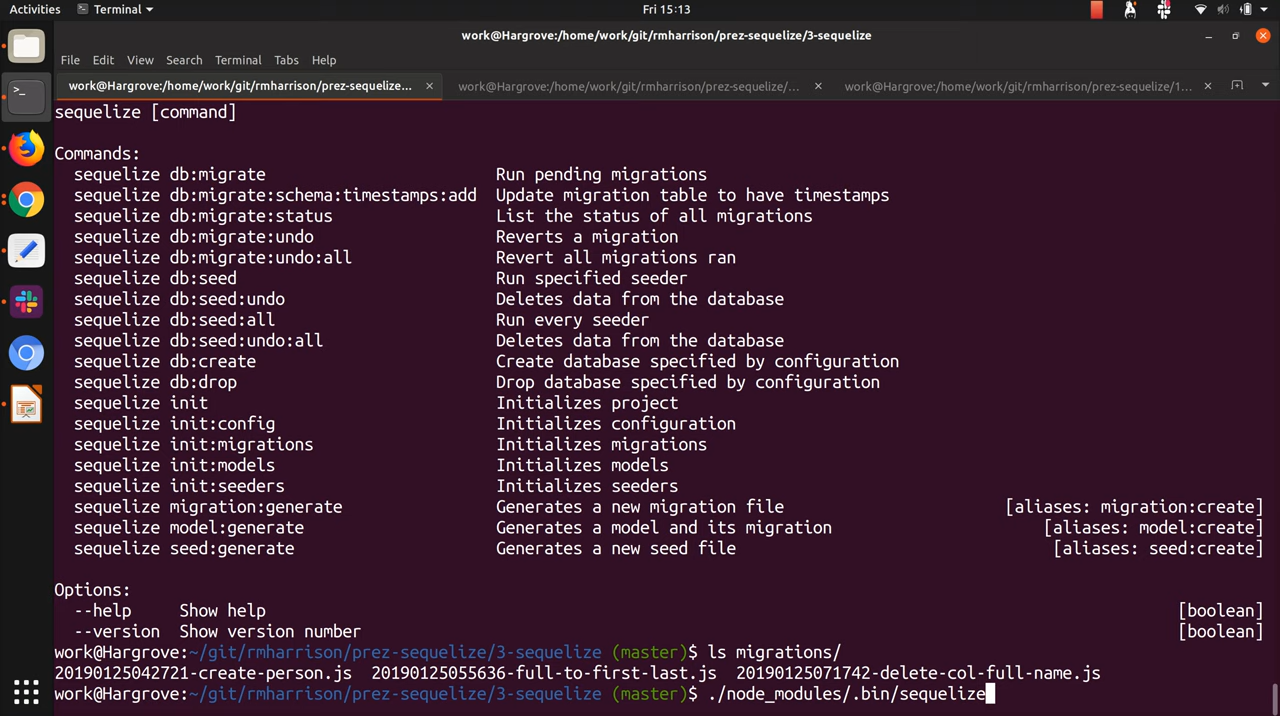 Activities Terminal Fri 15:13
work@Hargrove:/home/work/git/rmharrison/prez-sequelize/3-sequelize
File Edit View Search Terminal Tabs Help
work@Hargrove:/home/work/git/rmharrison/prez-sequelize... work@Hargrove:/home/work/git/rmharrison/prez-sequelize/... work@Hargrove:/home/work/git/rmharrison/prez-sequelize/1...
sequelize [command]
Commands:
sequelize db:migrate Run pending migrations
sequelize db:migrate:schema:timestamps:add Update migration table to have timestamps
sequelize db:migrate:status List the status of all migrations
sequelize db:migrate:undo Reverts a migration
sequelize db:migrate:undo:all Revert all migrations ran
sequelize db:seed Run specified seeder
sequelize db:seed:undo Deletes data from the database
sequelize db:seed:all Run every seeder
sequelize db:seed:undo:all Deletes data from the database
sequelize db:create Create database specified by configuration
sequelize db:drop Drop database specified by configuration
sequelize init Initializes project
sequelize init:config Initializes configuration
sequelize init:migrations Initializes migrations
sequelize init:models Initializes models
sequelize init:seeders Initializes seeders
sequelize migration:generate Generates a new migration file [aliases: migration:create]
sequelize model:generate Generates a model and its migration [aliases: model:create]
sequelize seed:generate Generates a new seed file [aliases: seed:create]
Options:
--help Show help [boolean]
--version Show version number [boolean]
work@Hargrove:~/git/rmharrison/prez-sequelize/3-sequelize (master)$ ls migrations/
20190125042721-create-person.js 20190125055636-full-to-first-last.js 20190125071742-delete-col-full-name.js
work@Hargrove:~/git/rmharrison/prez-sequelize/3-sequelize (master)$ ./node_modules/.bin/sequelize